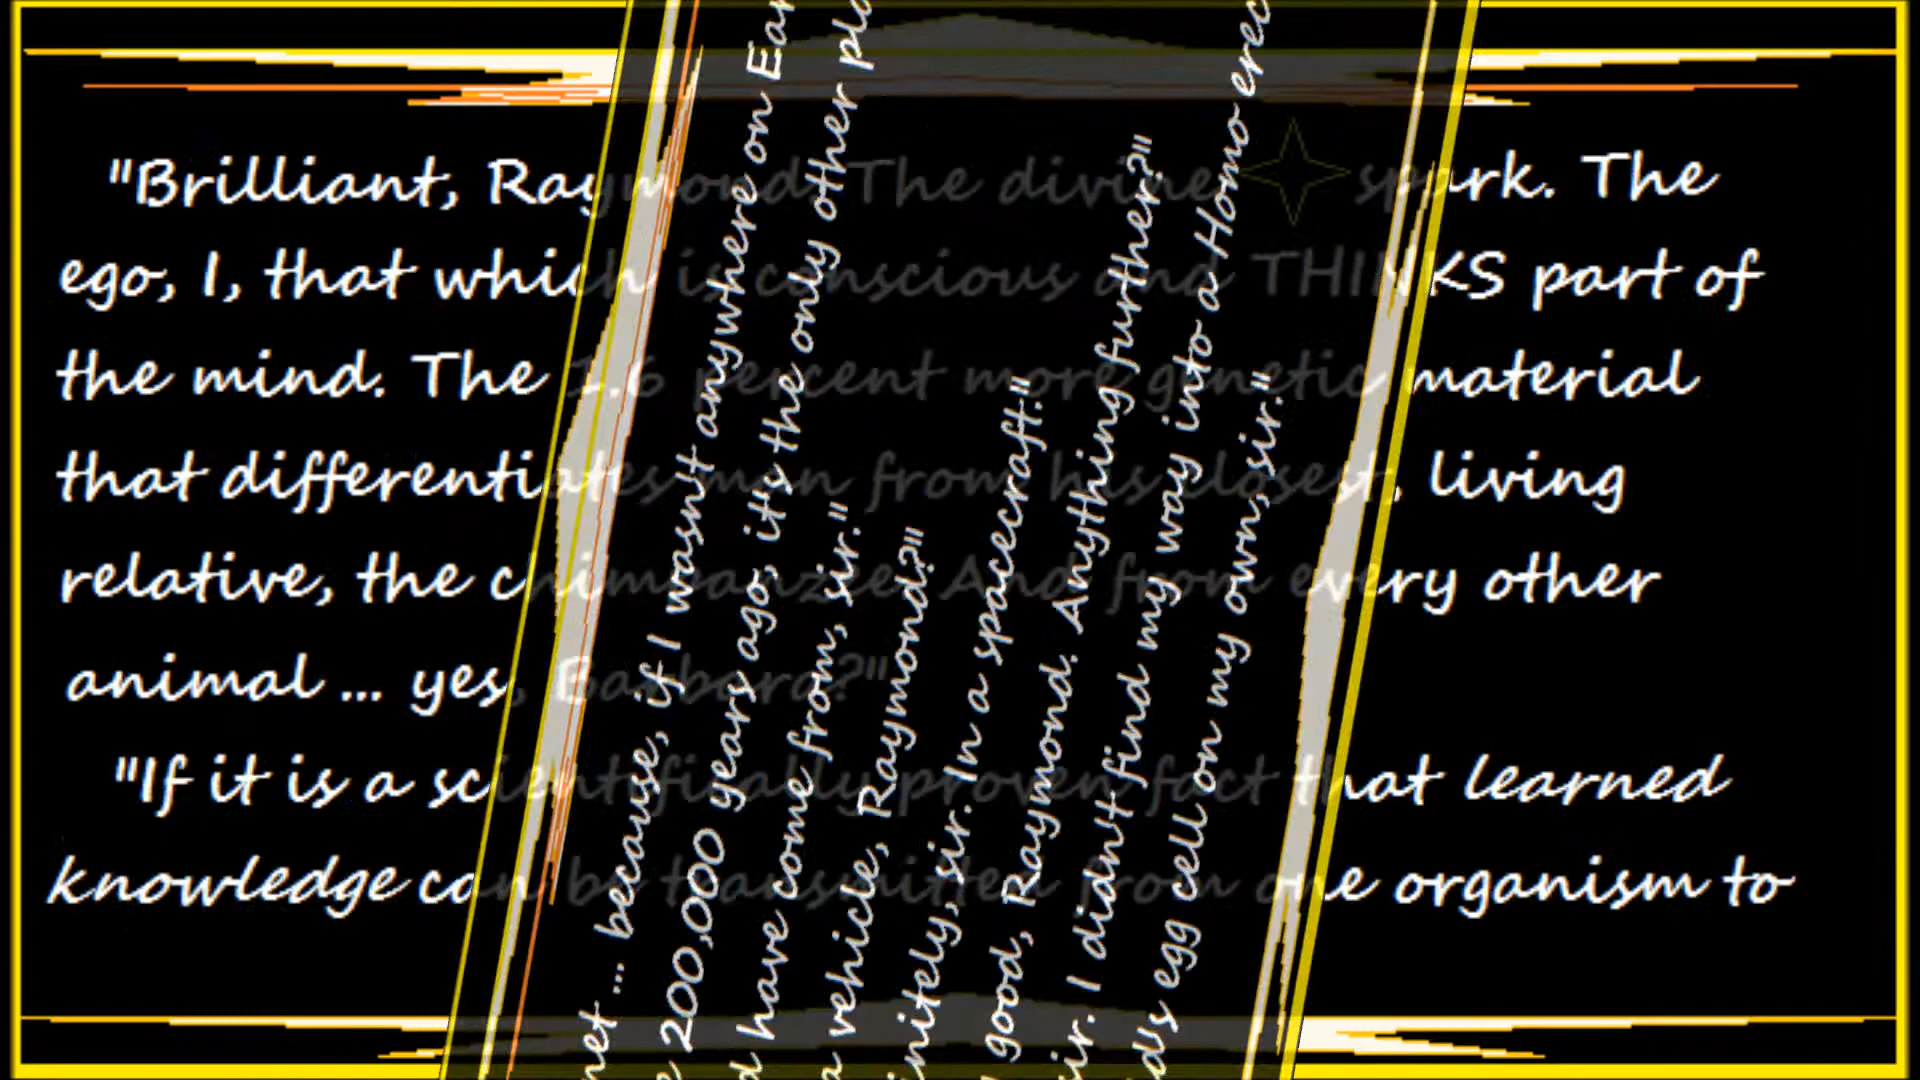 "Brilliant, Raymond. The divine spark. The
ego, I, that which is conscious and THINKS part of
the mind. The 1.6 percent more genetic material
that differentiates man from his closest, living
relative, the chimpanzee. And from every other
animal ... yes, Barbara?"
"If it is a scientifically proven fact that learned
knowledge can be transmitted from one organism to
... because, if I wasn't anywhere on
200,000 years ago, it's the only other
have come from, sir."
a vehicle, Raymond?"
sir. In a spacecraft."
good, Raymond. Anything further?"
I didn't find my way into a Homo
egg cell on my own, sir."